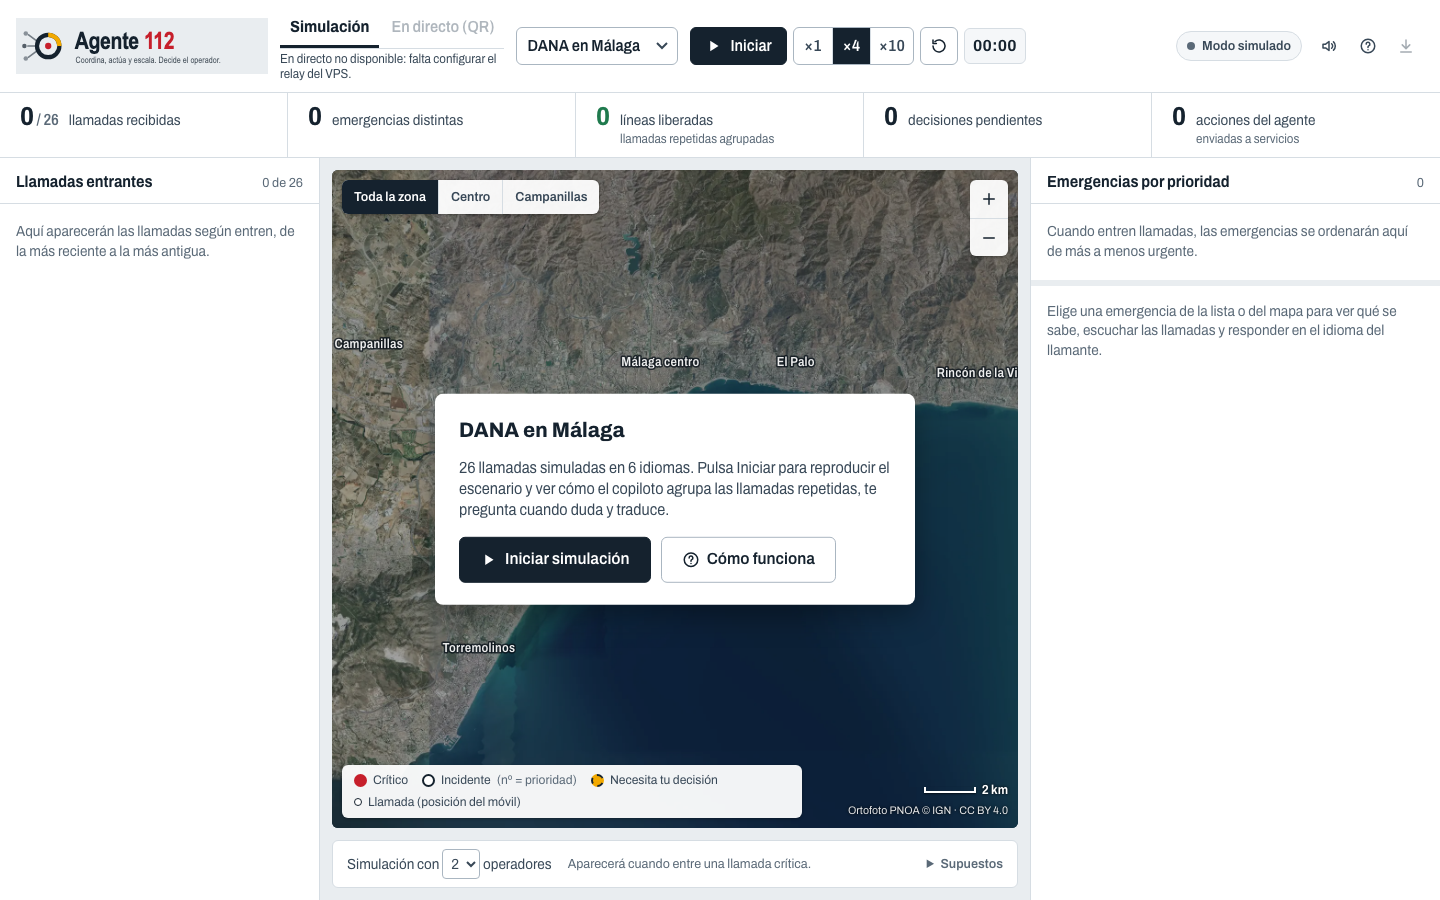 Agente 112
Coordina, actúa y escala. Decide el operador.
Simulación
En directo (QR)
En directo no disponible: falta configurar el
relay del VPS.
DANA en Málaga
Iniciar
×1
×4
×10
00:00
Modo simulado
0 / 26 llamadas recibidas
0 emergencias distintas
0 líneas liberadas
llamadas repetidas agrupadas
0 decisiones pendientes
0 acciones del agente
enviadas a servicios
Llamadas entrantes
0 de 26
Aquí aparecerán las llamadas según entren, de
la más reciente a la más antigua.
Toda la zona
Centro
Campanillas
+
−
Campanillas
Málaga centro
El Palo
Rincón de la Vi
DANA en Málaga
26 llamadas simuladas en 6 idiomas. Pulsa Iniciar para reproducir el
escenario y ver cómo el copiloto agrupa las llamadas repetidas, te
pregunta cuando duda y traduce.
Iniciar simulación
Cómo funciona
Torremolinos
Crítico
Incidente (nº = prioridad)
Necesita tu decisión
Llamada (posición del móvil)
2 km
Ortofoto PNOA © IGN · CC BY 4.0
Simulación con 2 operadores
Aparecerá cuando entre una llamada crítica.
Supuestos
Emergencias por prioridad
0
Cuando entren llamadas, las emergencias se ordenarán aquí
de más a menos urgente.
Elige una emergencia de la lista o del mapa para ver qué se
sabe, escuchar las llamadas y responder en el idioma del
llamante.